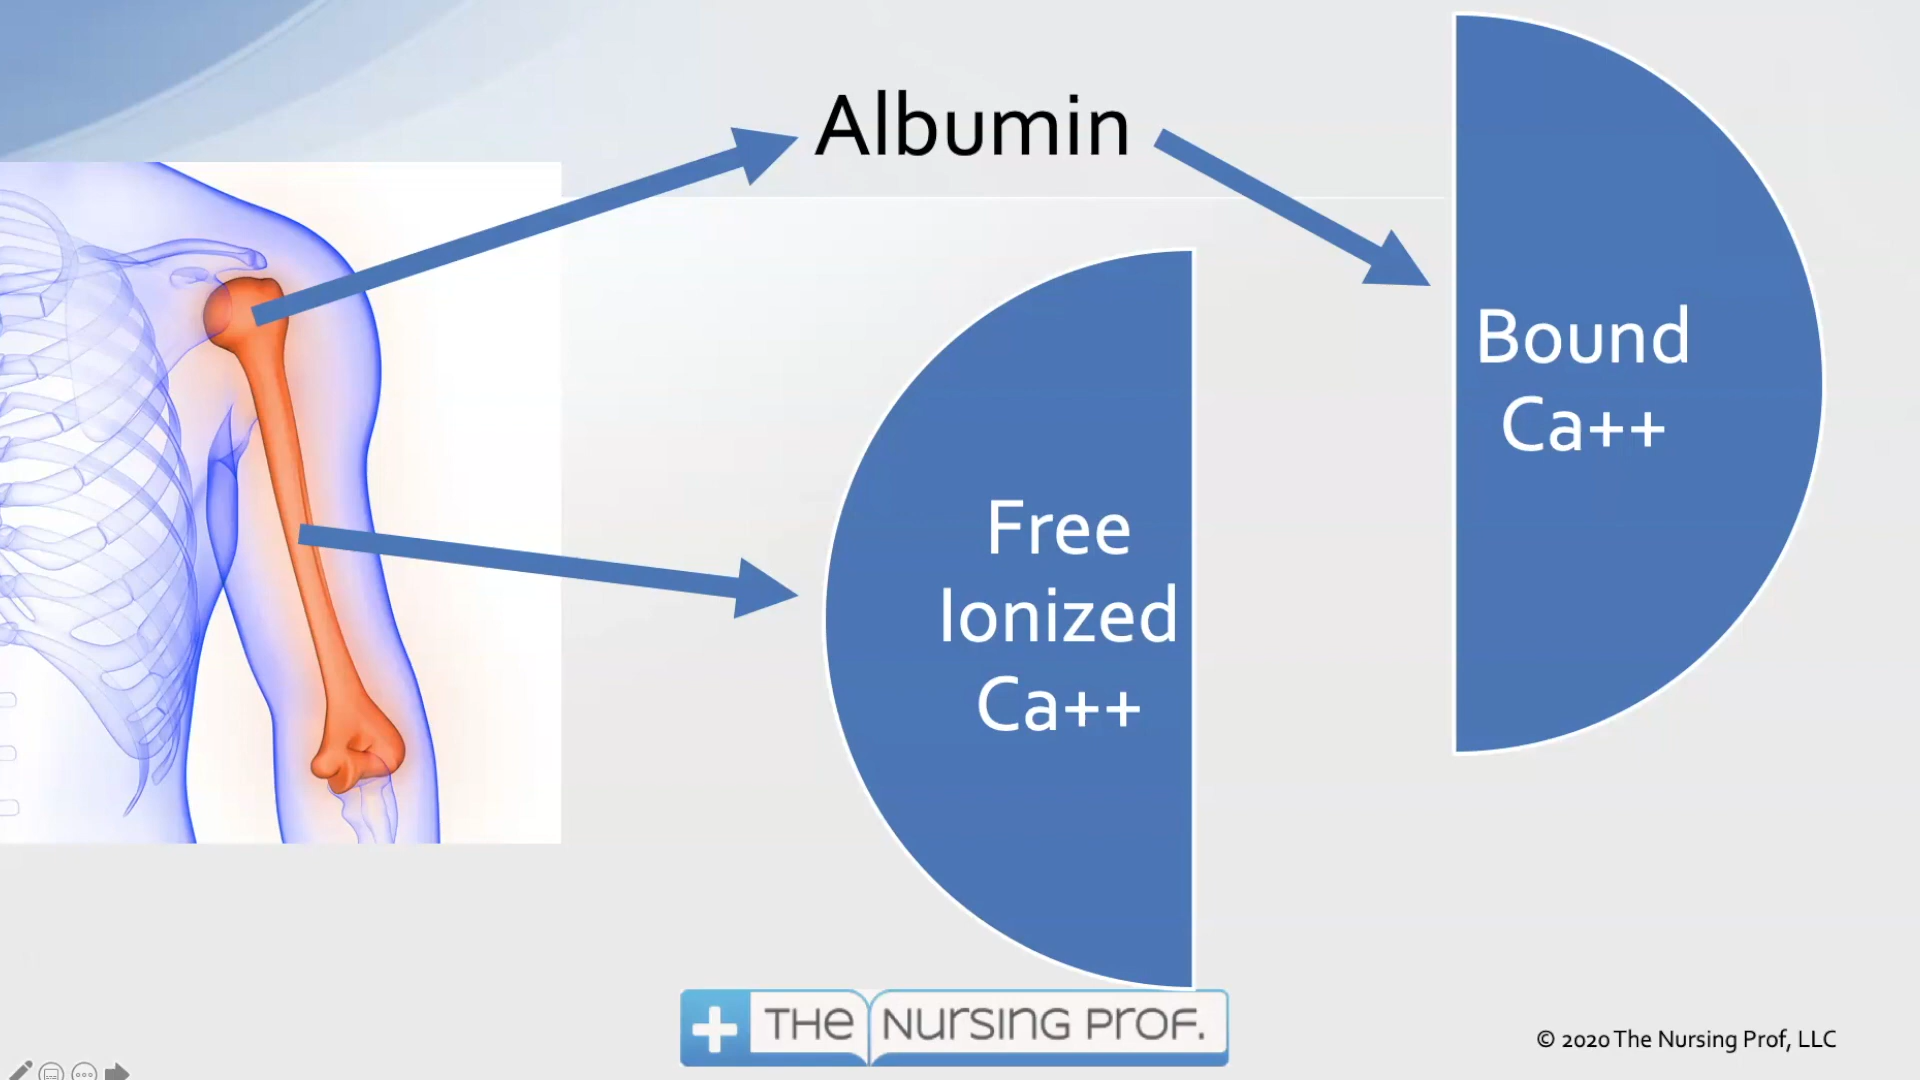 Albumin
Bound
Ca++
Free
Ionized
Ca++
THE NURSING PROF.
© 2020 The Nursing Prof, LLC